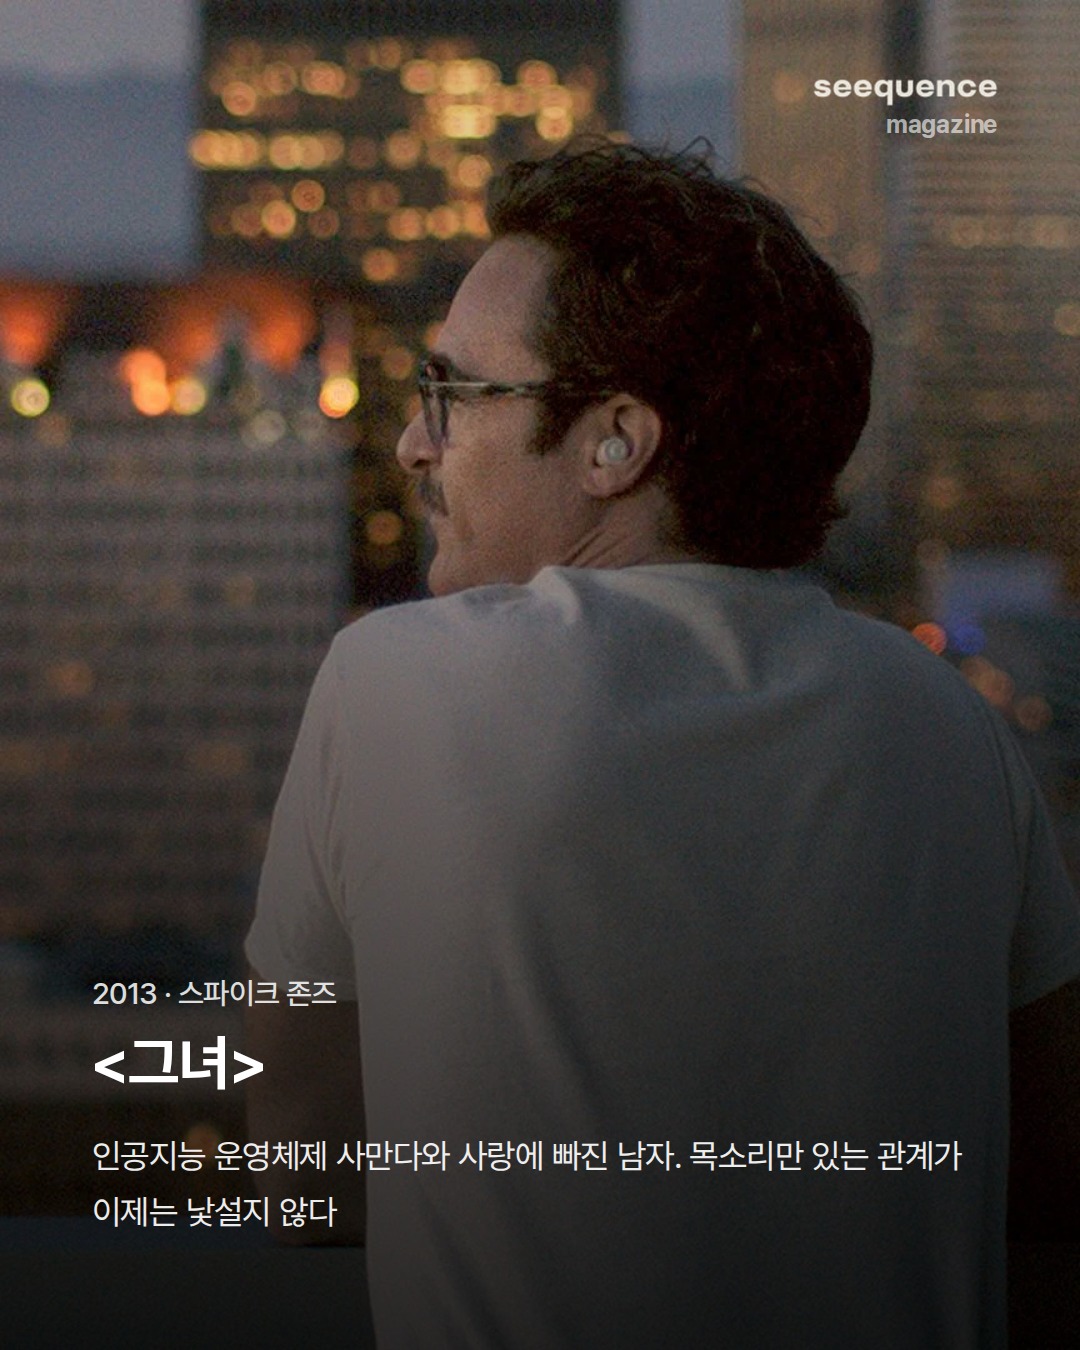 seequence
magazine
2013 · 스파이크 존즈
<그녀>
인공지능 운영체제 사만다와 사랑에 빠진 남자. 목소리만 있는 관계가
이제는 낯설지 않다